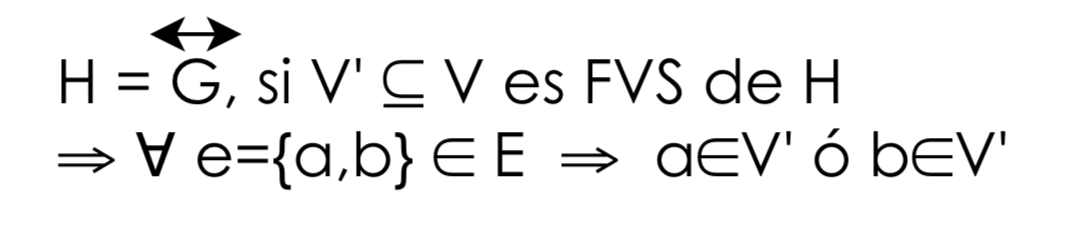 H = G⃡, si V' ⊆ V es FVS de H
⇒ ∀ e={a,b} ∈ E ⇒ a∈V' ó b∈V'